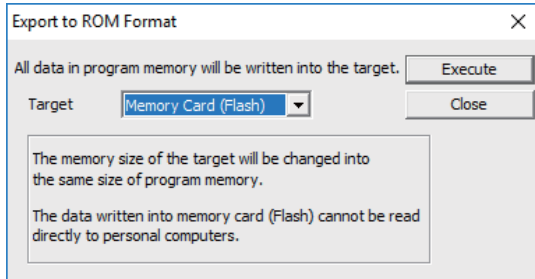 Export to ROM Format
All data in program memory will be written into the target.
Execute
Target
Memory Card (Flash)
Close
The memory size of the target will be changed into
the same size of program memory.
The data written into memory card (Flash) cannot be read
directly to personal computers.